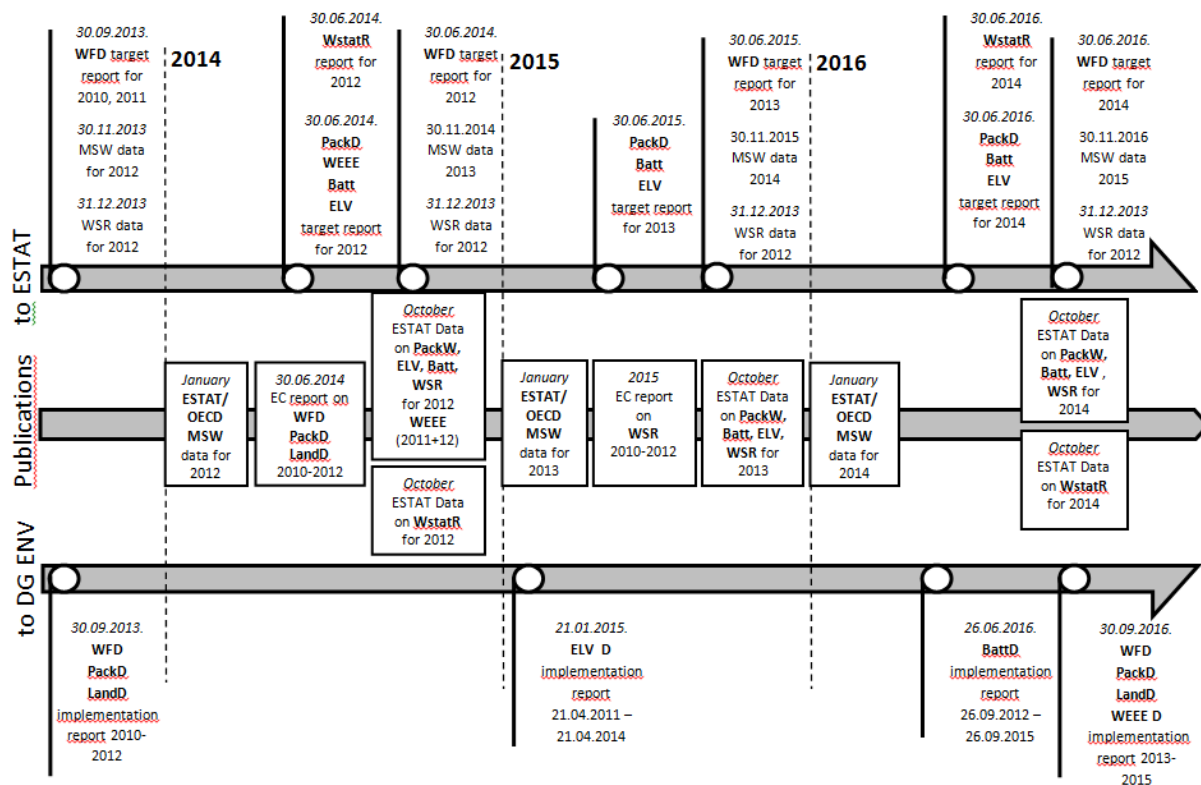 30.09.2013.
WFD target
report for
2010, 2011
30.11.2013
MSW data
for 2012
31.12.2013
WSR data
for 2012
2014
30.06.2014.
WstatR
report for
2012
30.06.2014.
PackD
WEEE
Batt
ELV
target report
for 2012
30.06.2014.
WFD target
report for
2012
30.11.2014
MSW data
2013
31.12.2013
WSR data
for 2012
2015
30.06.2015.
PackD
Batt
ELV
target report
for 2013
30.06.2015.
WFD target
report for
2013
30.11.2015
MSW data
2014
31.12.2013
WSR data for
2012
2016
30.06.2016.
WstatR
report for
2014
30.06.2016.
PackD
Batt
ELV
target report
for 2014
30.06.2016.
WFD target
report for
2014
30.11.2016
MSW data
2015
31.12.2013
WSR data for
2012
to ESTAT
Publications
January
ESTAT/
OECD
MSW
data for
2012
30.06.2014
EC report on
WFD
PackD
LandD
2010-2012
October
ESTAT Data
on PackW,
ELV, Batt,
WSR
for 2012
WEEE
(2011+12)
October
ESTAT Data
on WstatR
for 2012
January
ESTAT/
OECD
MSW
data for
2013
2015
EC report
on
WSR
2010-2012
October
ESTAT Data
on PackW,
Batt, ELV,
WSR for
2013
January
ESTAT/
OECD
MSW
data for
2014
October
ESTAT Data
on PackW,
Batt, ELV ,
WSR for
2014
October
ESTAT Data
on WstatR
for 2014
to DG ENV
30.09.2013.
WFD
PackD
LandD
implementation
report 2010-
2012
21.01.2015.
ELV D
implementation
report
21.04.2011 –
21.04.2014
26.06.2016.
BattD
implementation
report
26.09.2012 –
26.09.2015
30.09.2016.
WFD
PackD
LandD
WEEE D
implementation
report 2013-
2015